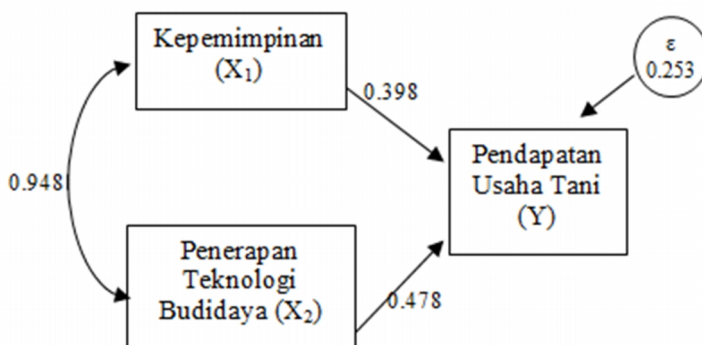 Kepemimpinan
(X₁)
ε
0.253
0.398
Pendapatan
Usaha Tani
(Y)
0.948
Penerapan
Teknologi
Budidaya (X₂)
0.478